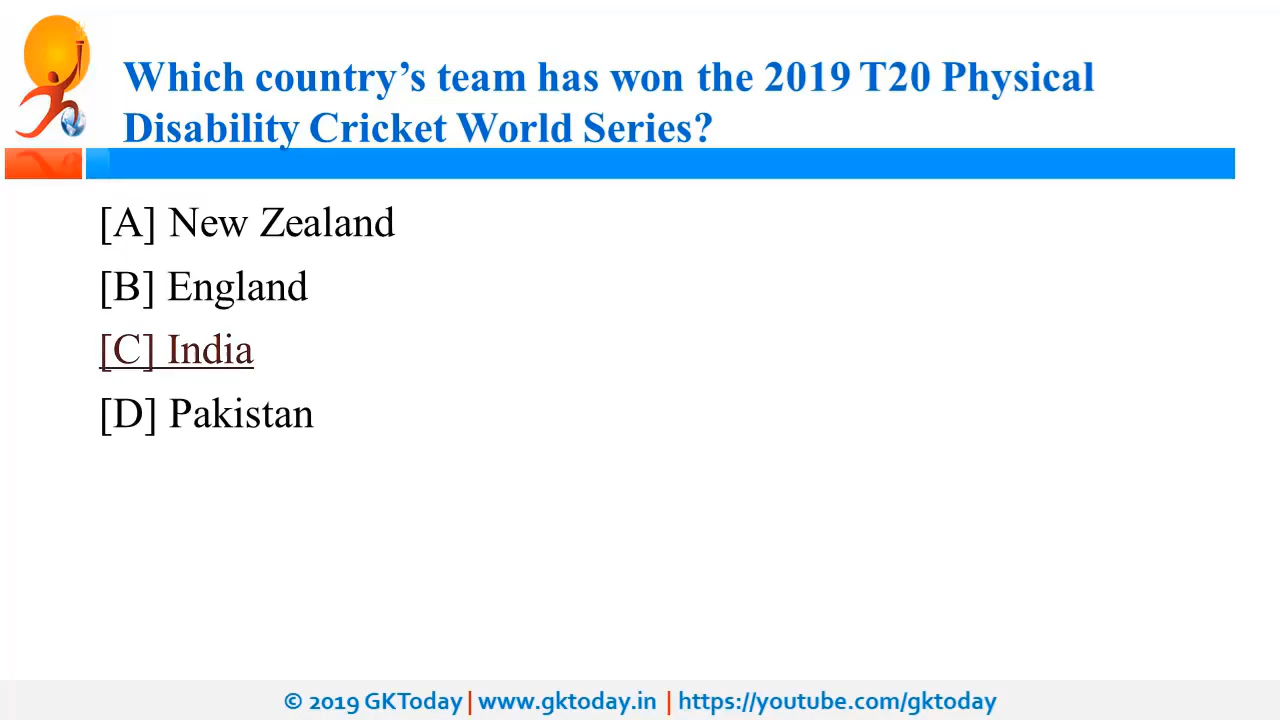 Which country’s team has won the 2019 T20 Physical
Disability Cricket World Series?
[A] New Zealand
[B] England
[C] India
[D] Pakistan
© 2019 GKToday | www.gktoday.in | https://youtube.com/gktoday